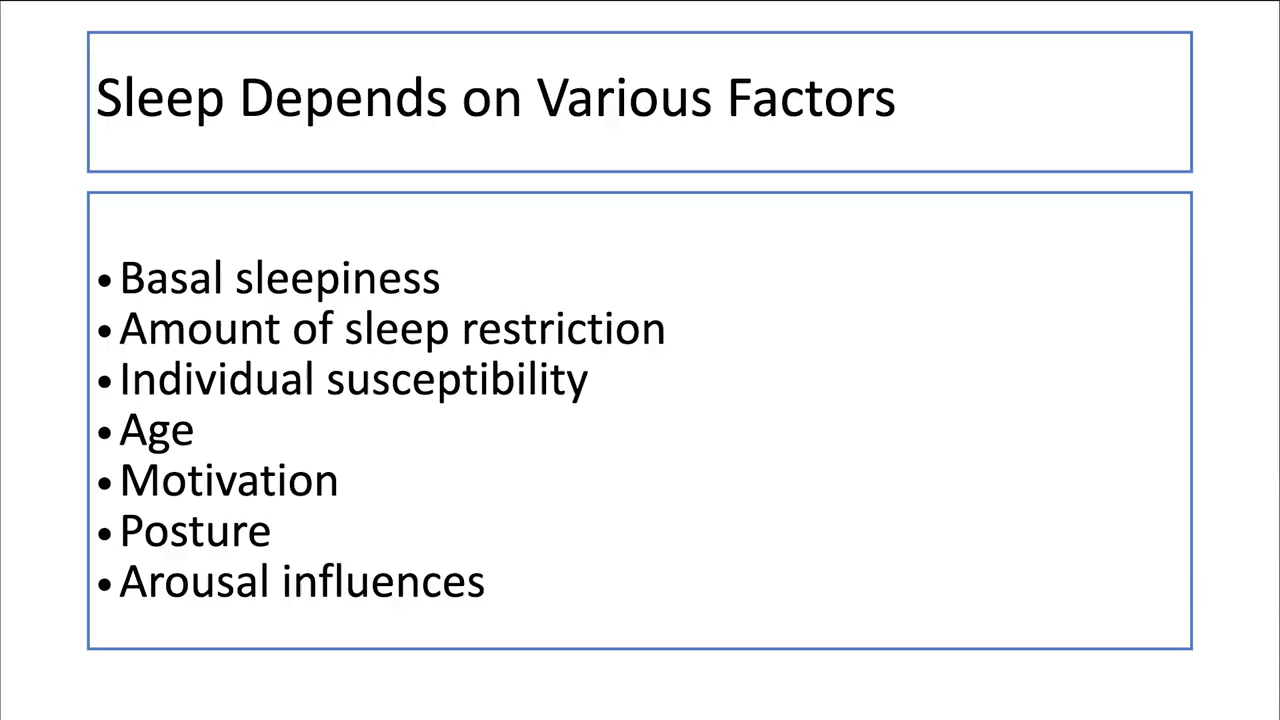 Sleep Depends on Various Factors
• Basal sleepiness
• Amount of sleep restriction
• Individual susceptibility
• Age
• Motivation
• Posture
• Arousal influences